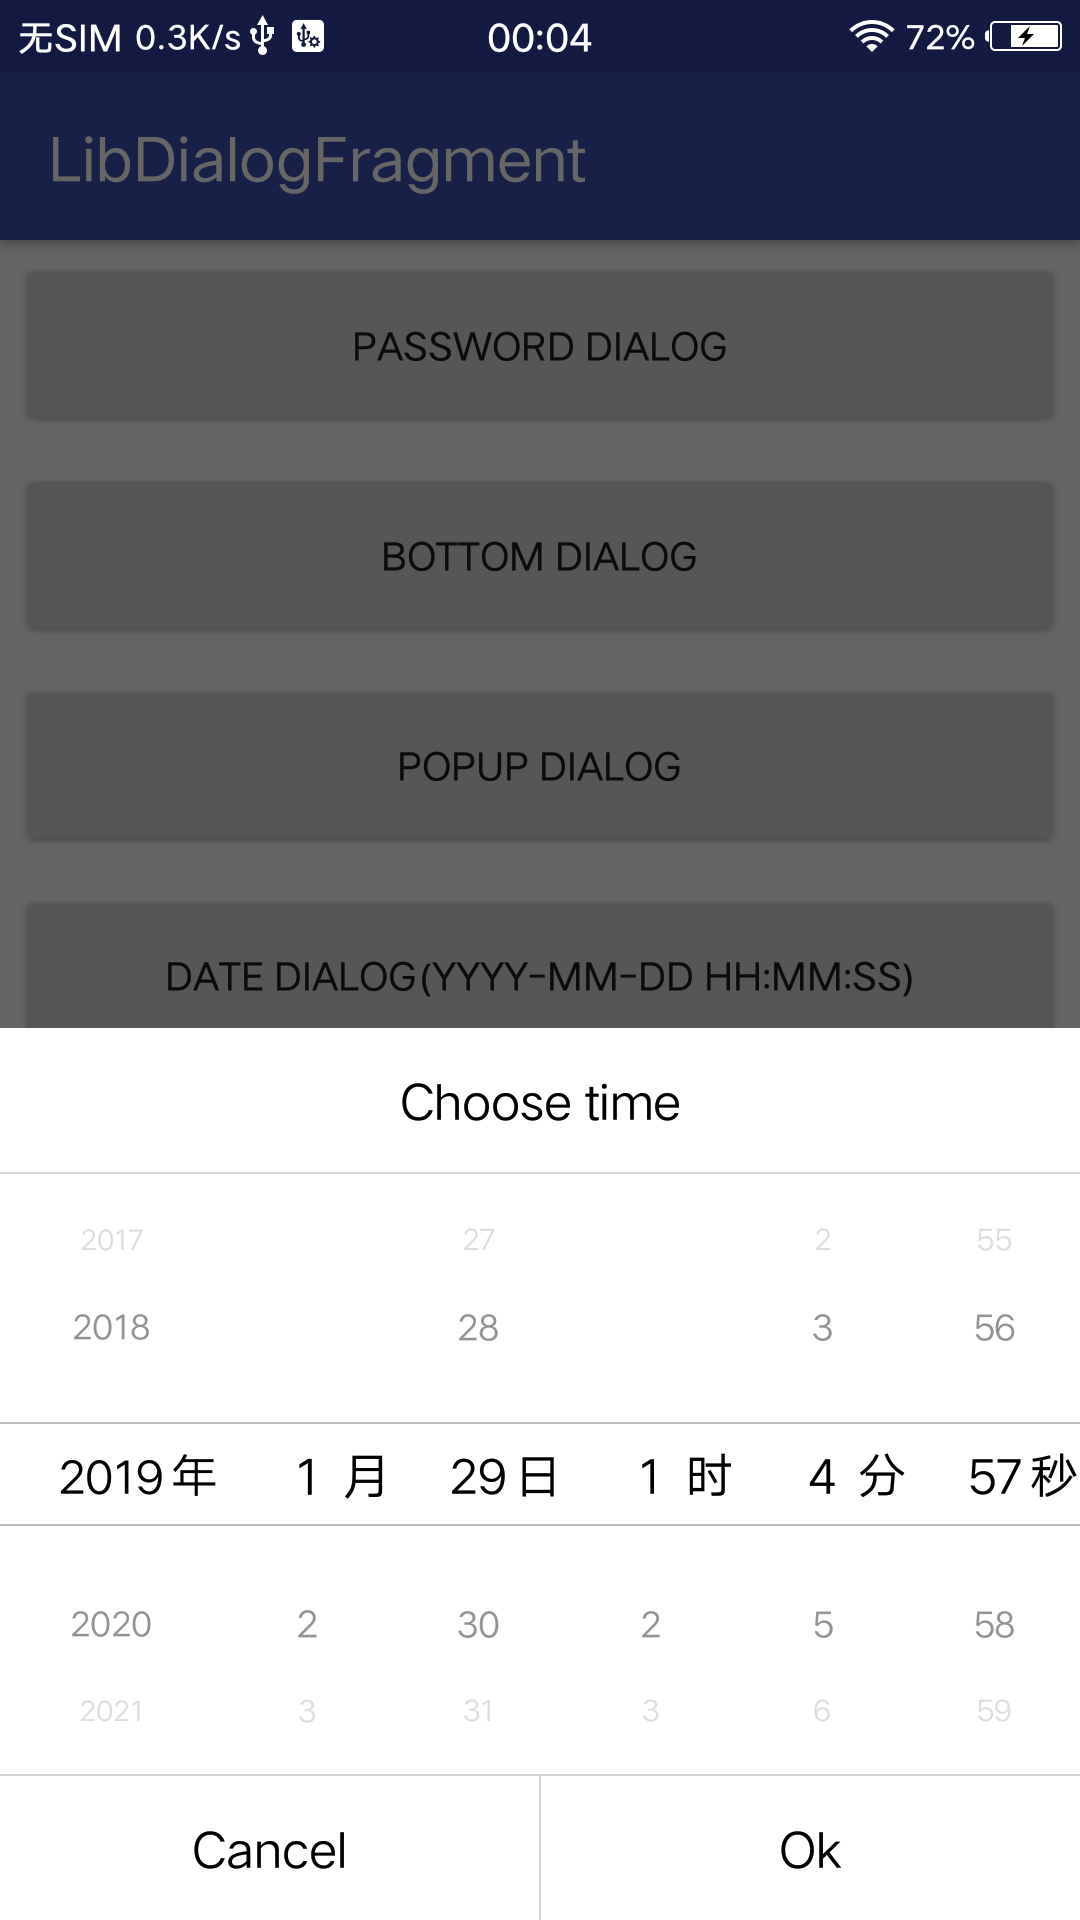 无SIM 0.3K/s 00:04 72%
LibDialogFragment
PASSWORD DIALOG
BOTTOM DIALOG
POPUP DIALOG
DATE DIALOG(YYYY-MM-DD HH:MM:SS)
Choose time
2017 27 2 55
2018 28 3 56
2019年 1 月 29日 1 时 4 分 57秒
2020 2 30 2 5 58
2021 3 31 3 6 59
Cancel Ok